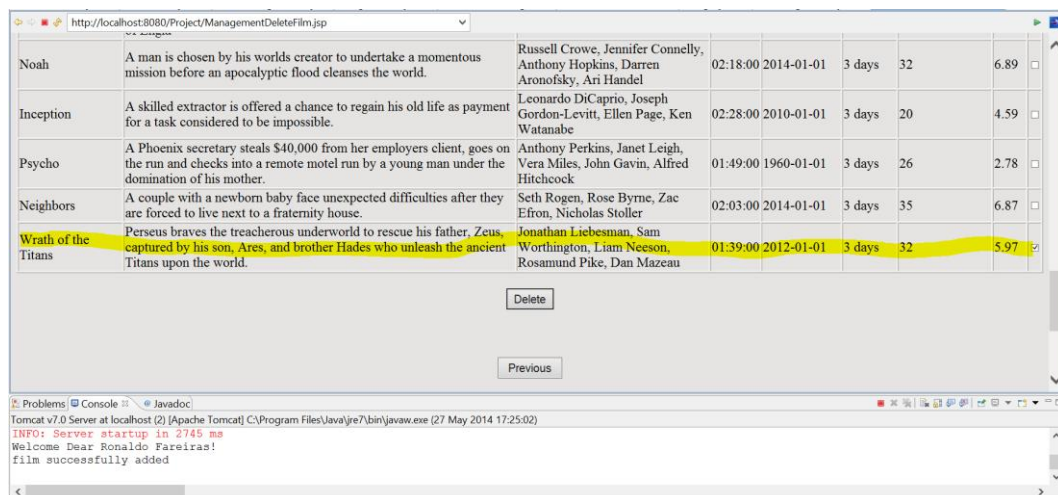 http://localhost:8080/Project/ManagementDeleteFilm.jsp
Noah
A man is chosen by his worlds creator to undertake a momentous
mission before an apocalyptic flood cleanses the world.
Russell Crowe, Jennifer Connelly,
Anthony Hopkins, Darren
Aronofsky, Ari Handel
02:18:00 2014-01-01 3 days 32 6.89
Inception
A skilled extractor is offered a chance to regain his old life as payment
for a task considered to be impossible.
Leonardo DiCaprio, Joseph
Gordon-Levitt, Ellen Page, Ken
Watanabe
02:28:00 2010-01-01 3 days 20 4.59
Psycho
A Phoenix secretary steals $40,000 from her employers client, goes on
the run and checks into a remote motel run by a young man under the
domination of his mother.
Anthony Perkins, Janet Leigh,
Vera Miles, John Gavin, Alfred
Hitchcock
01:49:00 1960-01-01 3 days 26 2.78
Neighbors
A couple with a newborn baby face unexpected difficulties after they
are forced to live next to a fraternity house.
Seth Rogen, Rose Byrne, Zac
Efron, Nicholas Stoller
02:03:00 2014-01-01 3 days 35 6.87
Wrath of the
Titans
Perseus braves the treacherous underworld to rescue his father, Zeus,
captured by his son, Ares, and brother Hades who unleash the ancient
Titans upon the world.
Jonathan Liebesman, Sam
Worthington, Liam Neeson,
Rosamund Pike, Dan Mazeau
01:39:00 2012-01-01 3 days 32 5.97
Delete
Previous
Problems Console Javadoc
Tomcat v7.0 Server at localhost (2) [Apache Tomcat] C:\Program Files\Java\jre7\bin\javaw.exe (27 May 2014 17:25:02)
INFO: Server startup in 2745 ms
Welcome Dear Ronaldo Fareiras!
film successfully added